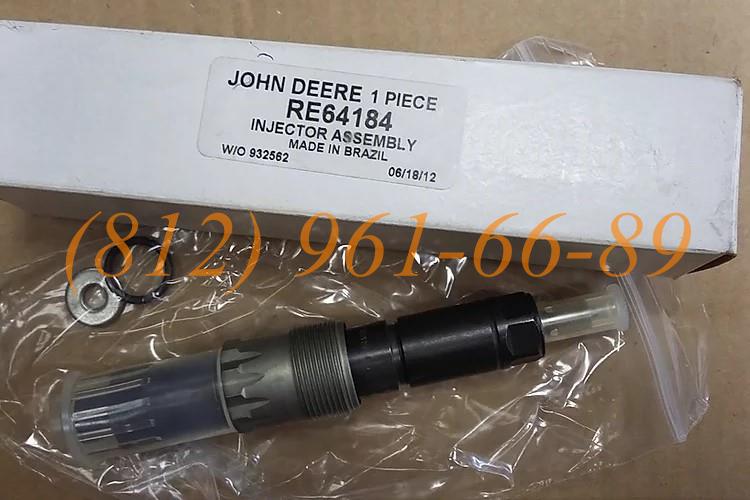 JOHN DEERE 1 PIECE
RE64184
INJECTOR ASSEMBLY
MADE IN BRAZIL
W/O 932562 06/18/12
(812) 961-66-89